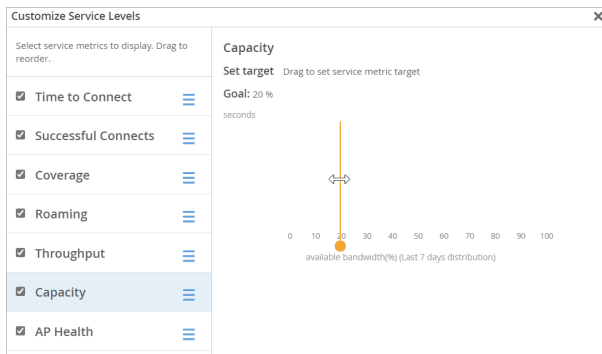 Customize Service Levels
Select service metrics to display. Drag to
reorder.
Time to Connect
Successful Connects
Coverage
Roaming
Throughput
Capacity
AP Health
Capacity
Set target Drag to set service metric target
Goal: 20 %
seconds
0 10 20 30 40 50 60 70 80 90 100
available bandwidth(%) (Last 7 days distribution)